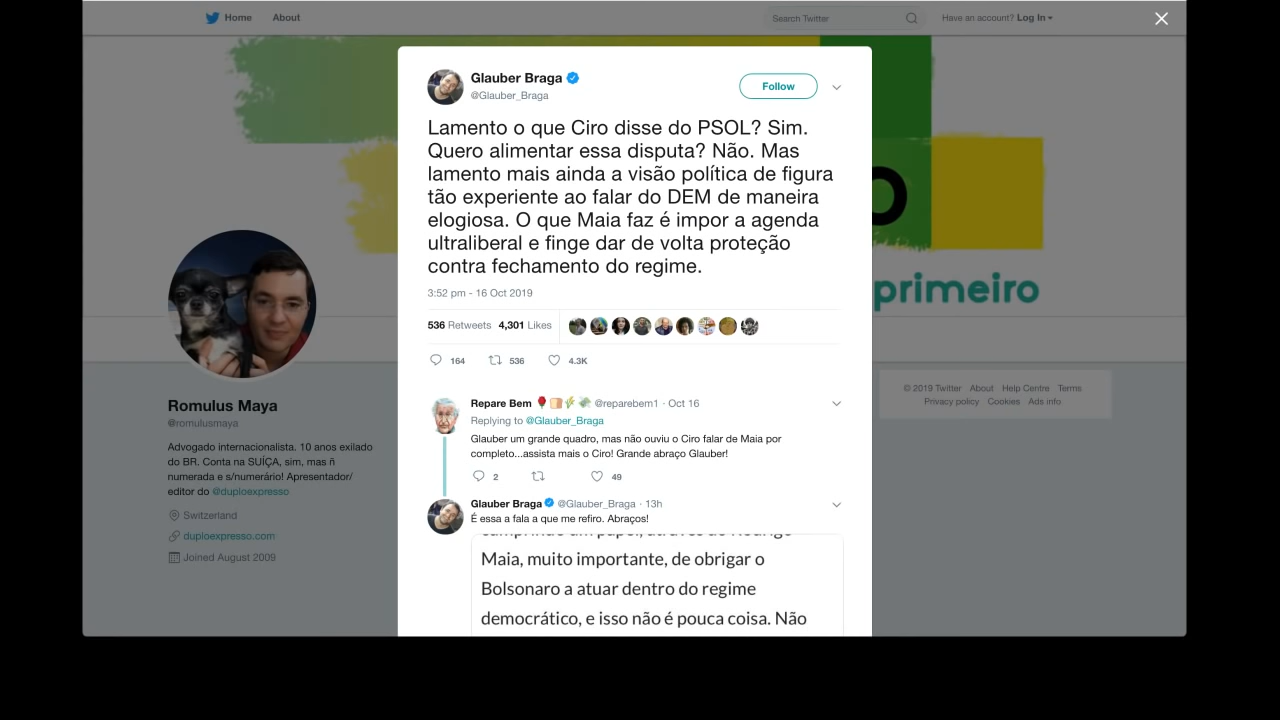 Home About Search Twitter Have an account? Log In
Glauber Braga
@Glauber_Braga
Follow
Lamento o que Ciro disse do PSOL? Sim.
Quero alimentar essa disputa? Não. Mas
lamento mais ainda a visão política de figura
tão experiente ao falar do DEM de maneira
elogiosa. O que Maia faz é impor a agenda
ultraliberal e finge dar de volta proteção
contra fechamento do regime.
3:52 pm - 16 Oct 2019
536 Retweets 4,301 Likes
164 536 4.3K
Repare Bem @reparebem1 · Oct 16
Replying to @Glauber_Braga
Glauber um grande quadro, mas não ouviu o Ciro falar de Maia por
completo...assista mais o Ciro! Grande abraço Glauber!
2 49
Glauber Braga @Glauber_Braga · 13h
É essa a fala a que me refiro. Abraços!
cumprindo um papel, através do Rodrigo
Maia, muito importante, de obrigar o
Bolsonaro a atuar dentro do regime
democrático, e isso não é pouca coisa. Não
Romulus Maya
@romulusmaya
Advogado internacionalista. 10 anos exilado
do BR. Conta na SUÍÇA, sim, mas ñ
numerada e s/numerário! Apresentador/
editor do @duploexpresso
Switzerland
duploexpresso.com
Joined August 2009
o
primeiro
© 2019 Twitter About Help Centre Terms
Privacy policy Cookies Ads info